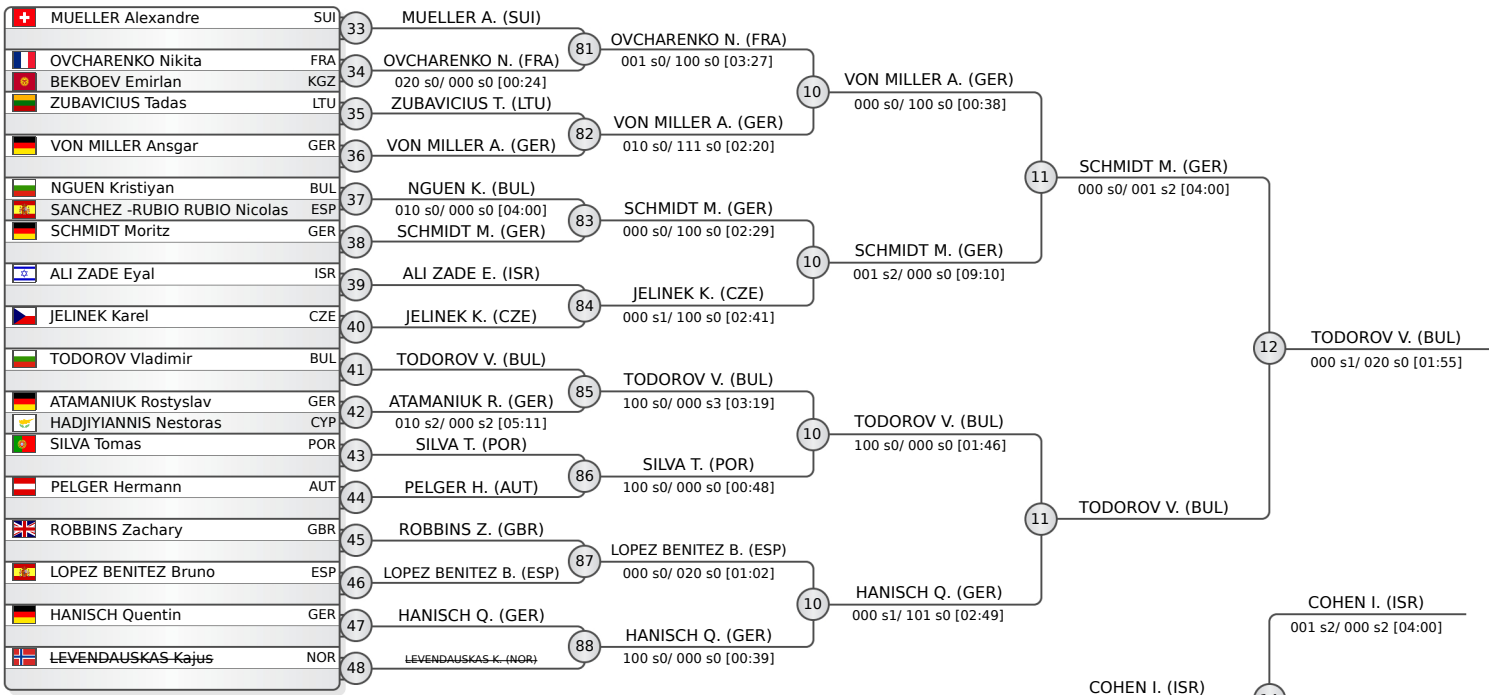 MUELLER Alexandre SUI
OVCHARENKO Nikita FRA
BEKBOEV Emirlan KGZ
ZUBAVICIUS Tadas LTU
VON MILLER Ansgar GER
NGUEN Kristiyan BUL
SANCHEZ -RUBIO RUBIO Nicolas ESP
SCHMIDT Moritz GER
ALI ZADE Eyal ISR
JELINEK Karel CZE
TODOROV Vladimir BUL
ATAMANIUK Rostyslav GER
HADJIYIANNIS Nestoras CYP
SILVA Tomas POR
PELGER Hermann AUT
ROBBINS Zachary GBR
LOPEZ BENITEZ Bruno ESP
HANISCH Quentin GER
LEVENDAUSKAS Kajus NOR
33
34
35
36
37
38
39
40
41
42
43
44
45
46
47
48
MUELLER A. (SUI)
OVCHARENKO N. (FRA)
020 s0/ 000 s0 [00:24]
ZUBAVICIUS T. (LTU)
VON MILLER A. (GER)
NGUEN K. (BUL)
010 s0/ 000 s0 [04:00]
SCHMIDT M. (GER)
ALI ZADE E. (ISR)
JELINEK K. (CZE)
TODOROV V. (BUL)
ATAMANIUK R. (GER)
010 s2/ 000 s2 [05:11]
SILVA T. (POR)
PELGER H. (AUT)
ROBBINS Z. (GBR)
LOPEZ BENITEZ B. (ESP)
HANISCH Q. (GER)
LEVENDAUSKAS K. (NOR)
81
82
83
84
85
86
87
88
OVCHARENKO N. (FRA)
001 s0/ 100 s0 [03:27]
VON MILLER A. (GER)
010 s0/ 111 s0 [02:20]
SCHMIDT M. (GER)
000 s0/ 100 s0 [02:29]
JELINEK K. (CZE)
000 s1/ 100 s0 [02:41]
TODOROV V. (BUL)
100 s0/ 000 s3 [03:19]
SILVA T. (POR)
100 s0/ 000 s0 [00:48]
LOPEZ BENITEZ B. (ESP)
000 s0/ 020 s0 [01:02]
HANISCH Q. (GER)
100 s0/ 000 s0 [00:39]
10
10
10
10
VON MILLER A. (GER)
000 s0/ 100 s0 [00:38]
SCHMIDT M. (GER)
001 s2/ 000 s0 [09:10]
TODOROV V. (BUL)
100 s0/ 000 s0 [01:46]
HANISCH Q. (GER)
000 s1/ 101 s0 [02:49]
11
11
SCHMIDT M. (GER)
000 s0/ 001 s2 [04:00]
TODOROV V. (BUL)
12
TODOROV V. (BUL)
000 s1/ 020 s0 [01:55]
COHEN I. (ISR)
001 s2/ 000 s2 [04:00]
COHEN I. (ISR)